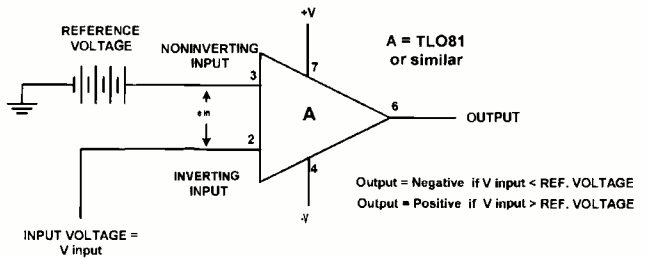 +V
REFERENCE
VOLTAGE
NONINVERTING
INPUT
A = TLO81
or similar
3
7
e in
A
6
OUTPUT
2
4
INVERTING
INPUT
-V
Output = Negative if V input < REF. VOLTAGE
Output = Positive if V input > REF. VOLTAGE
INPUT VOLTAGE =
V input